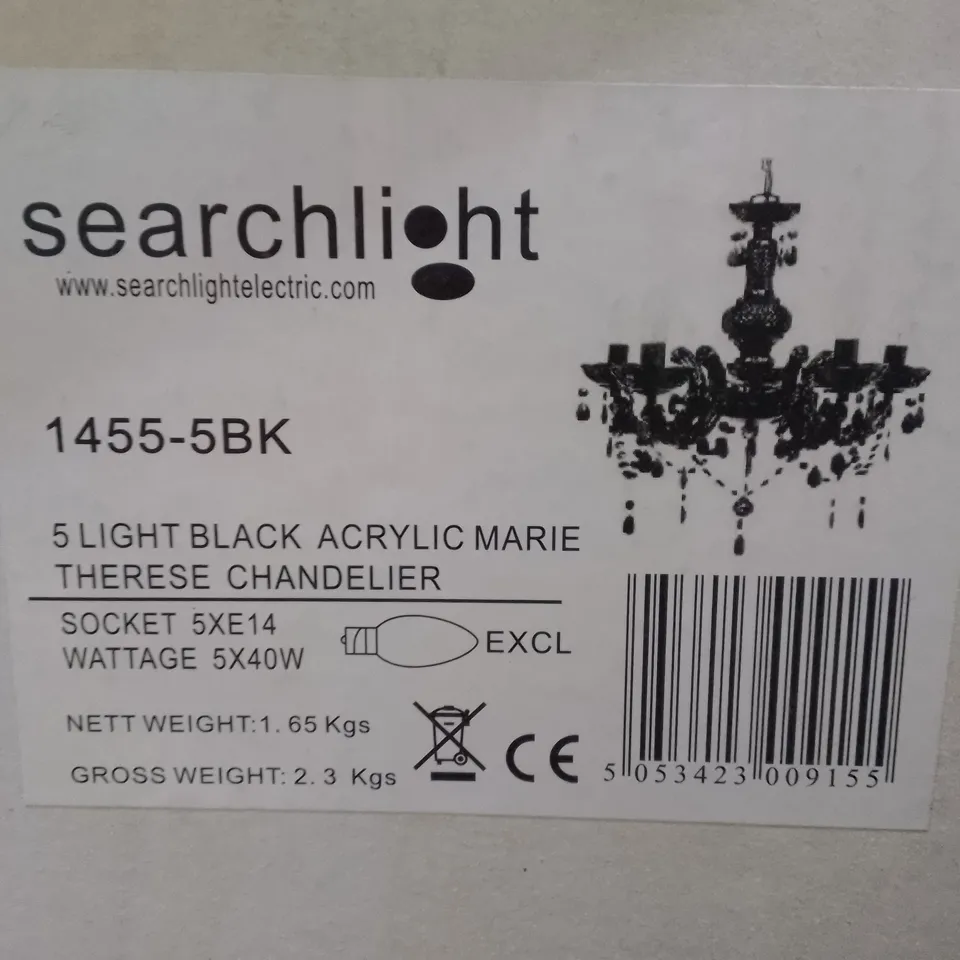 searchlight
www.searchlightelectric.com
1455-5BK
5 LIGHT BLACK ACRYLIC MARIE
THERESE CHANDELIER
SOCKET 5XE14
WATTAGE 5X40W
EXCL
NETT WEIGHT:1. 65 Kgs
GROSS WEIGHT: 2. 3 Kgs
CE
5 053423 009155